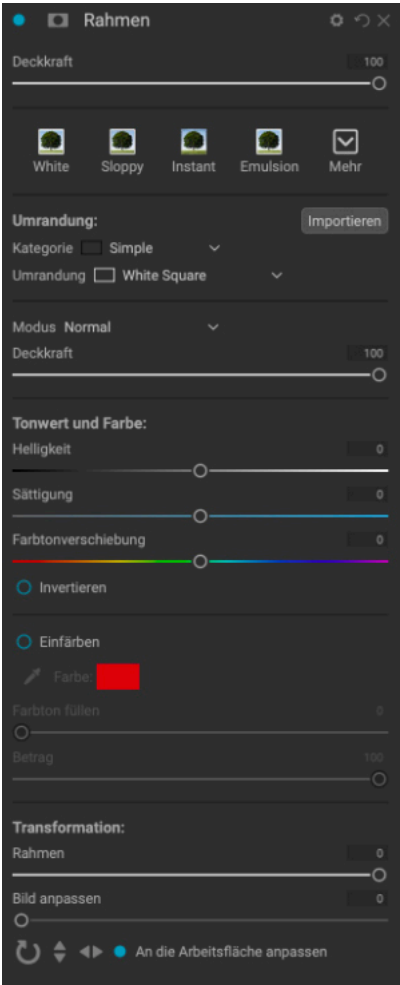 Rahmen
Deckkraft 100
White Sloppy Instant Emulsion Mehr
Umrandung: Importieren
Kategorie Simple
Umrandung White Square
Modus Normal
Deckkraft 100
Tonwert und Farbe:
Helligkeit 0
Sättigung 0
Farbtonverschiebung 0
Invertieren
Einfärben
Farbe:
Farbton füllen 0
Betrag 100
Transformation:
Rahmen 0
Bild anpassen 0
An die Arbeitsfläche anpassen